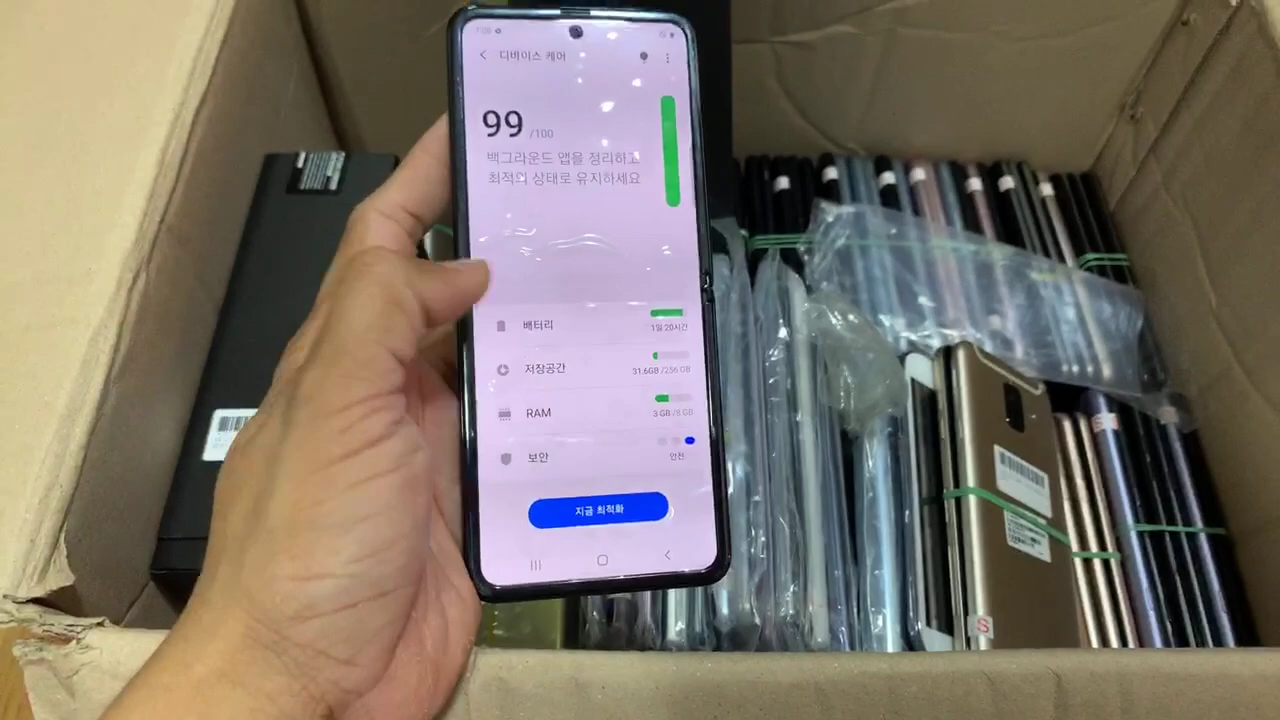 디바이스 케어
99 /100
백그라운드 앱을 정리하고
최적의 상태로 유지하세요
배터리
1일 20시간
저장공간
31.6GB /256 GB
RAM
3 GB /8 GB
보안
안전
지금 최적화
S
S